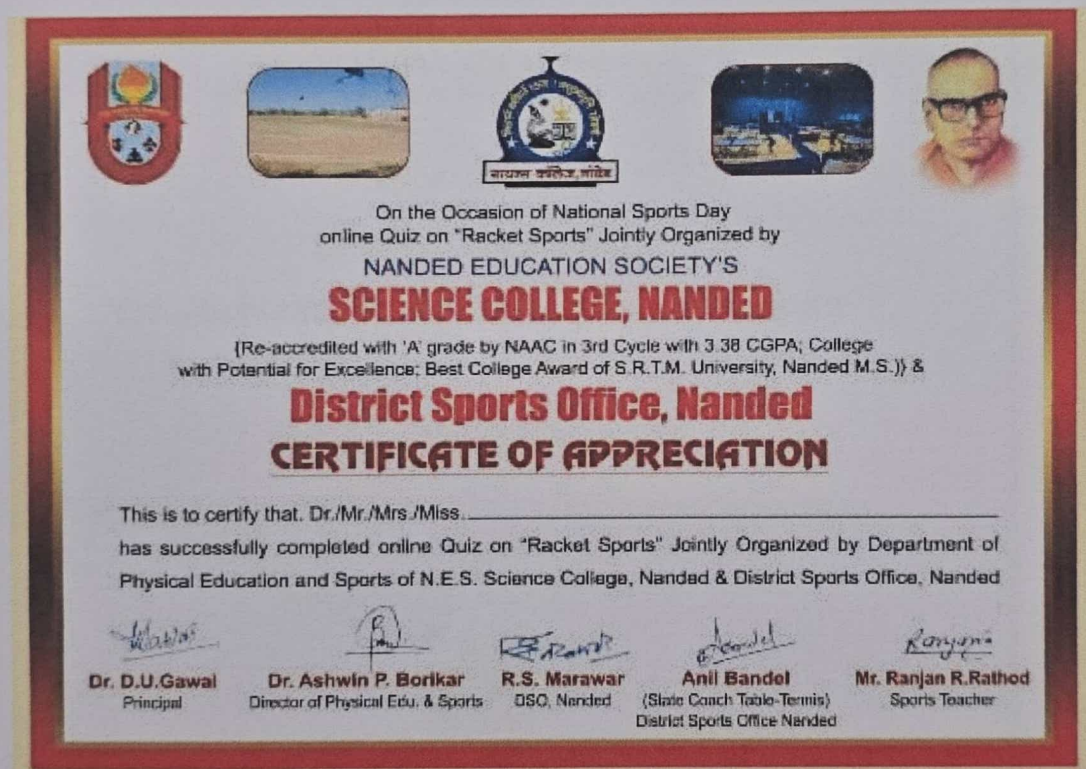 सायन्स कॉलेज, नांदेड
On the Occasion of National Sports Day
online Quiz on "Racket Sports" Jointly Organized by
NANDED EDUCATION SOCIETY'S
SCIENCE COLLEGE, NANDED
{Re-accredited with 'A' grade by NAAC in 3rd Cycle with 3.38 CGPA; College
with Potential for Excellence; Best College Award of S.R.T.M. University, Nanded M.S.)} &
District Sports Office, Nanded
CERTIFICATE OF APPRECIATION
This is to certify that. Dr./Mr./Mrs./Miss.
has successfully completed online Quiz on "Racket Sports" Jointly Organized by Department of
Physical Education and Sports of N.E.S. Science College, Nanded & District Sports Office, Nanded
Dr. D.U.Gawai Dr. Ashwin P. Borikar R.S. Marawar Anil Bandel Mr. Ranjan R.Rathod
Principal Director of Physical Edu. & Sports DSO, Nanded (State Coach Table-Tennis) Sports Teacher
District Sports Office Nanded